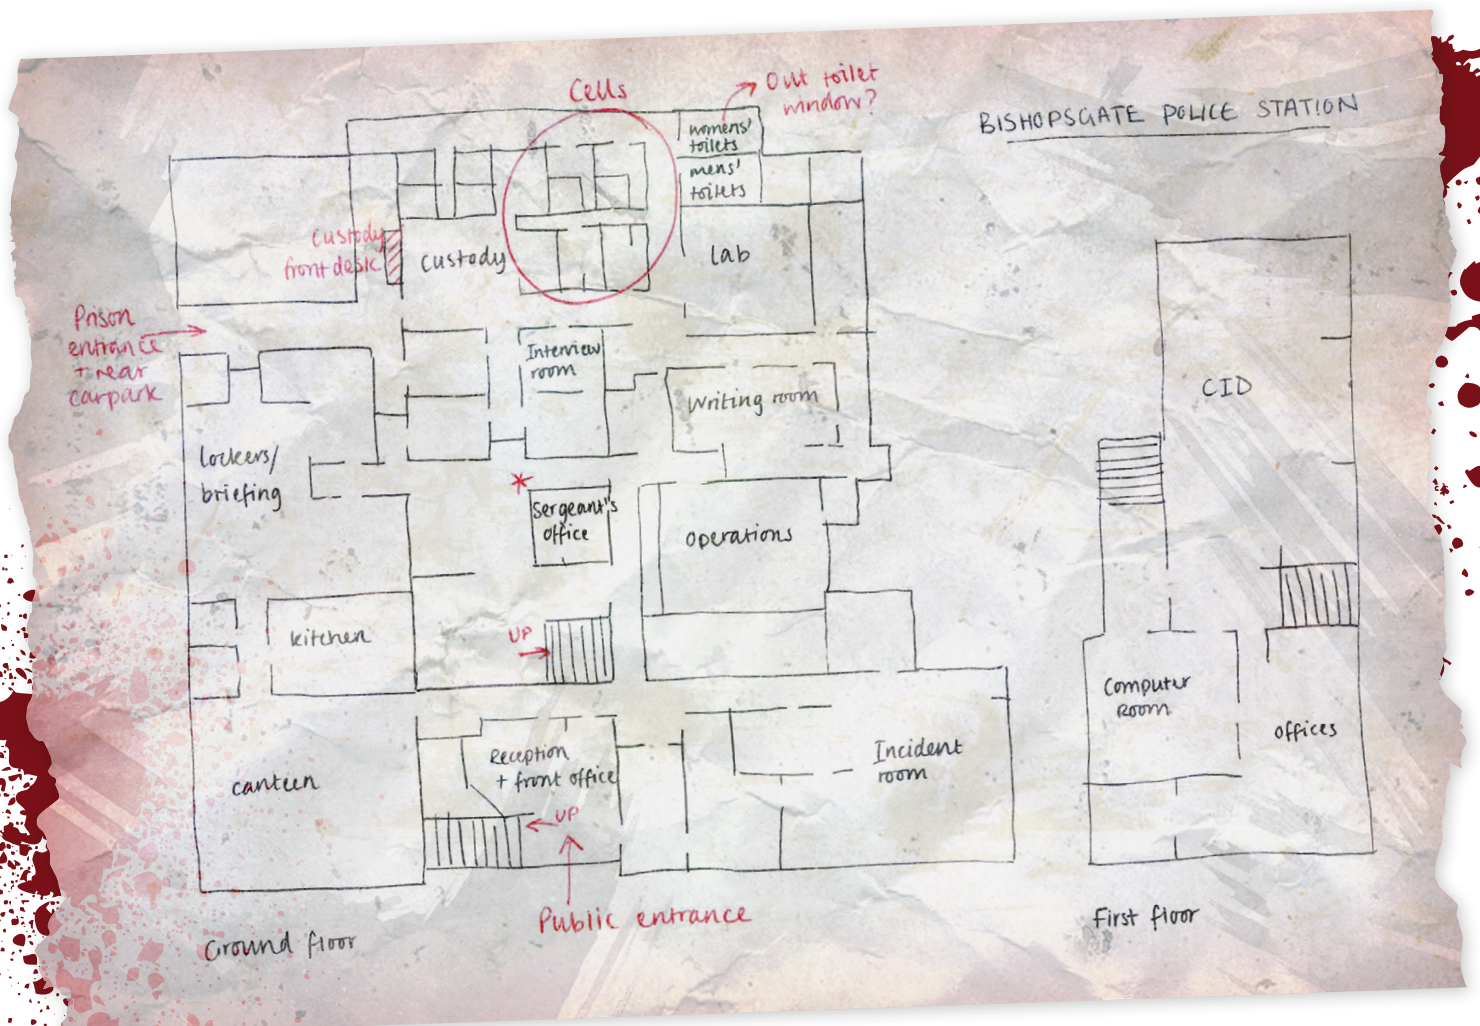 Cells
Out toilet
window?
BISHOPSGATE POLICE STATION
womens'
toilets
mens'
toilets
Custody
front desk
Custody
Lab
Prison
entrance
+ rear
carpark
Interview
room
Writing room
CID
Lockers/
briefing
*
Sergeant's
office
Operations
Kitchen
UP
Computer
Room
Offices
Reception
+ front office
Incident
room
Canteen
UP
Public entrance
Ground floor
First floor